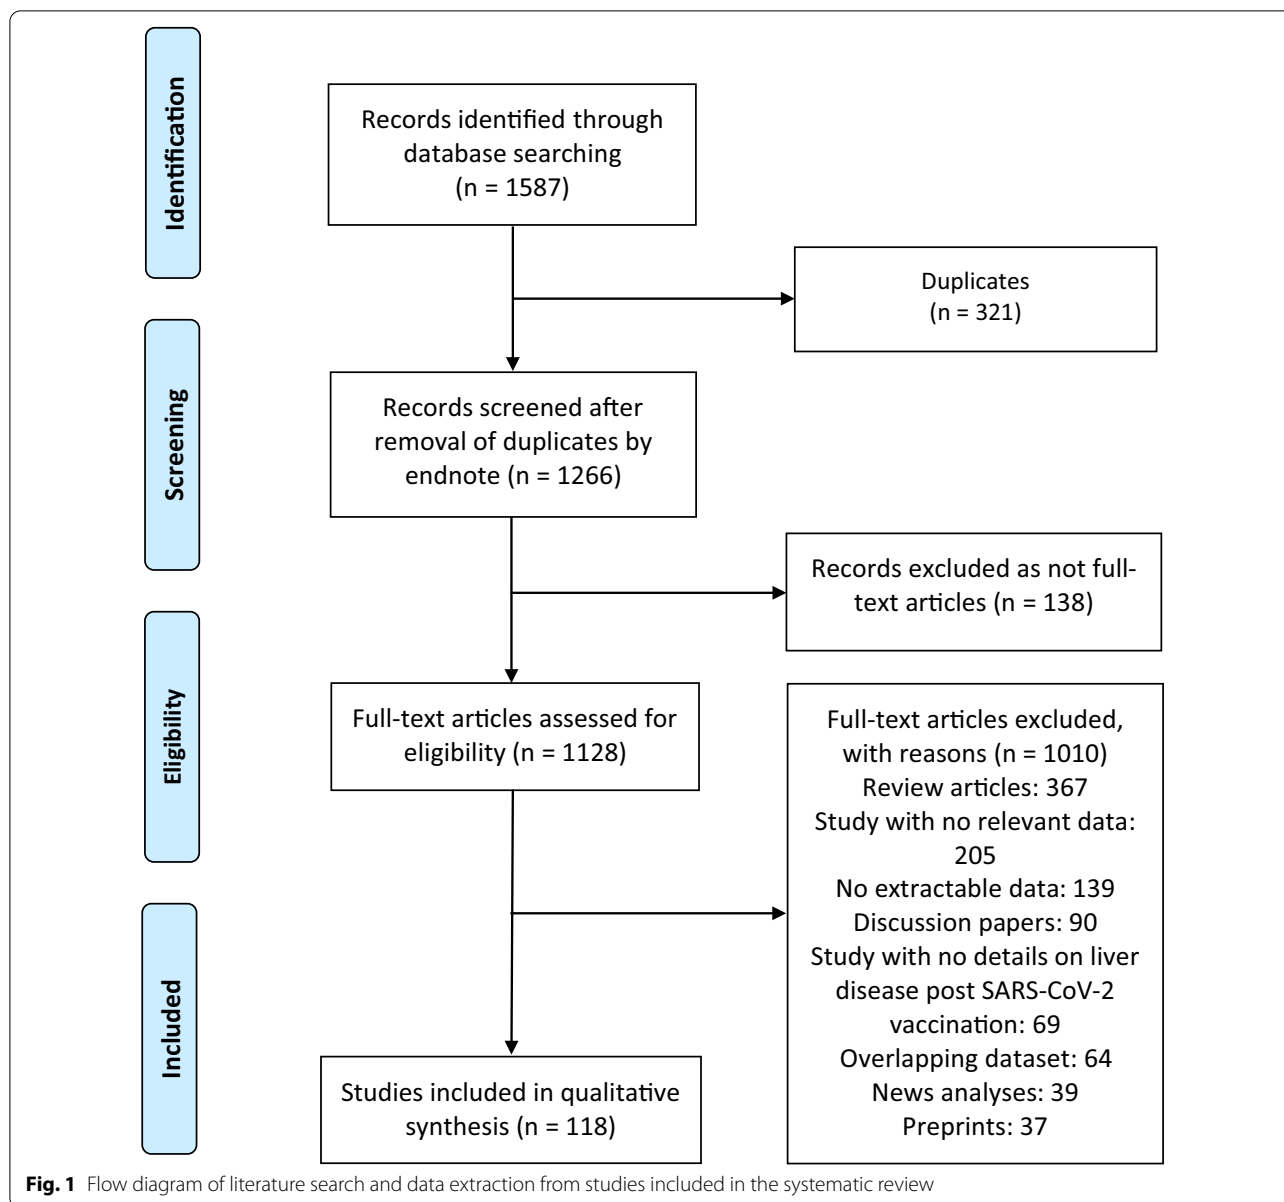 Identification
Records identified through
database searching
(n = 1587)
Duplicates
(n = 321)
Screening
Records screened after
removal of duplicates by
endnote (n = 1266)
Records excluded as not full-
text articles (n = 138)
Eligibility
Full-text articles assessed for
eligibility (n = 1128)
Full-text articles excluded,
with reasons (n = 1010)
Review articles: 367
Study with no relevant data:
205
No extractable data: 139
Discussion papers: 90
Study with no details on liver
disease post SARS-CoV-2
vaccination: 69
Overlapping dataset: 64
News analyses: 39
Preprints: 37
Included
Studies included in qualitative
synthesis (n = 118)
Fig. 1 Flow diagram of literature search and data extraction from studies included in the systematic review